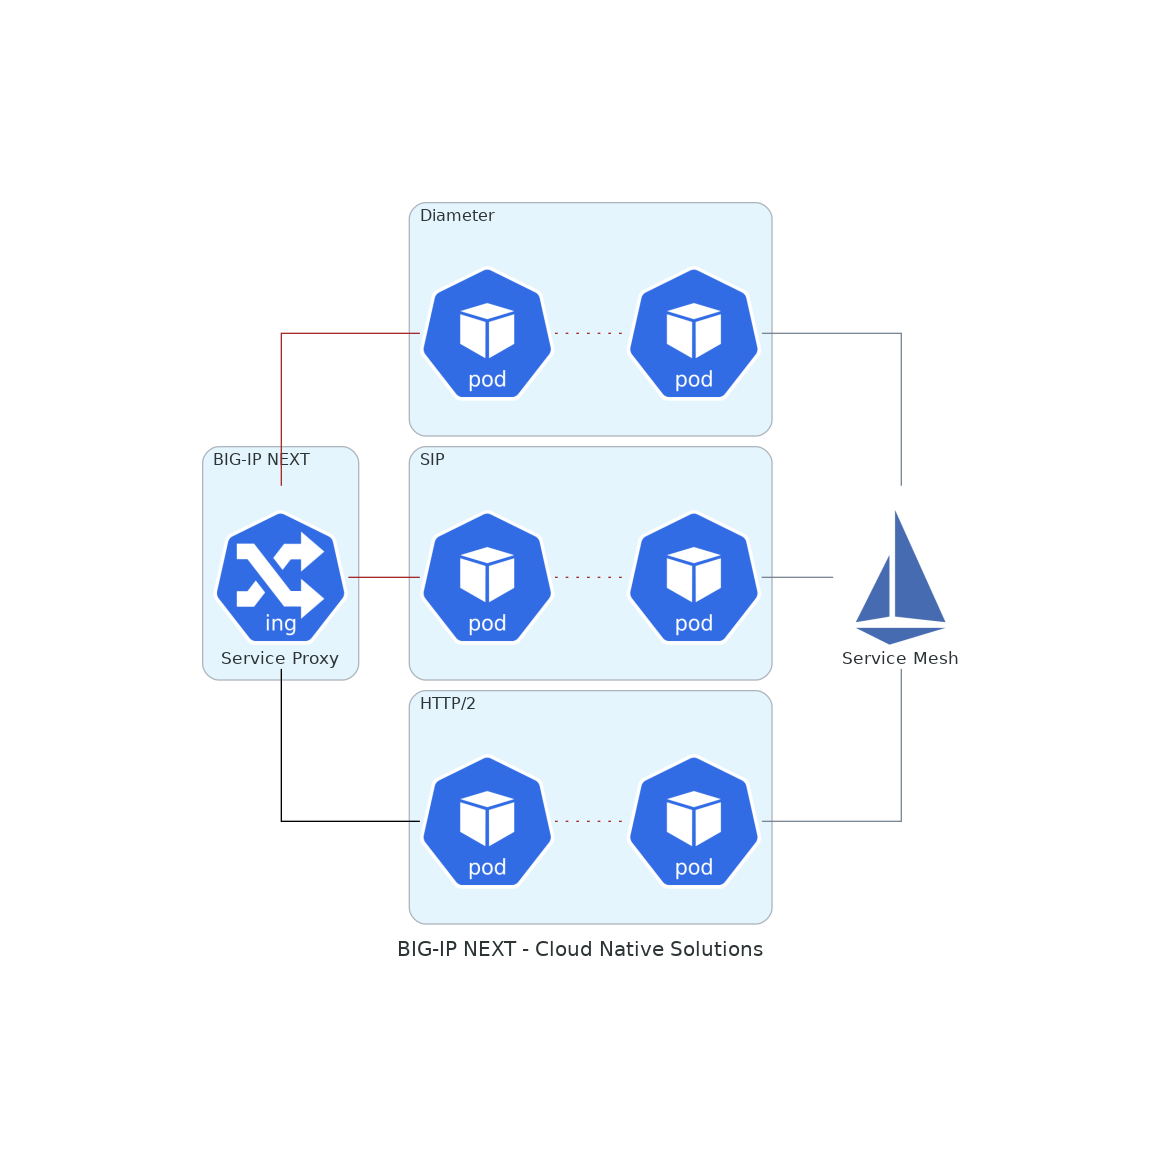 Diameter
pod
pod
BIG-IP NEXT
ing
Service Proxy
SIP
pod
pod
Service Mesh
HTTP/2
pod
pod
BIG-IP NEXT - Cloud Native Solutions